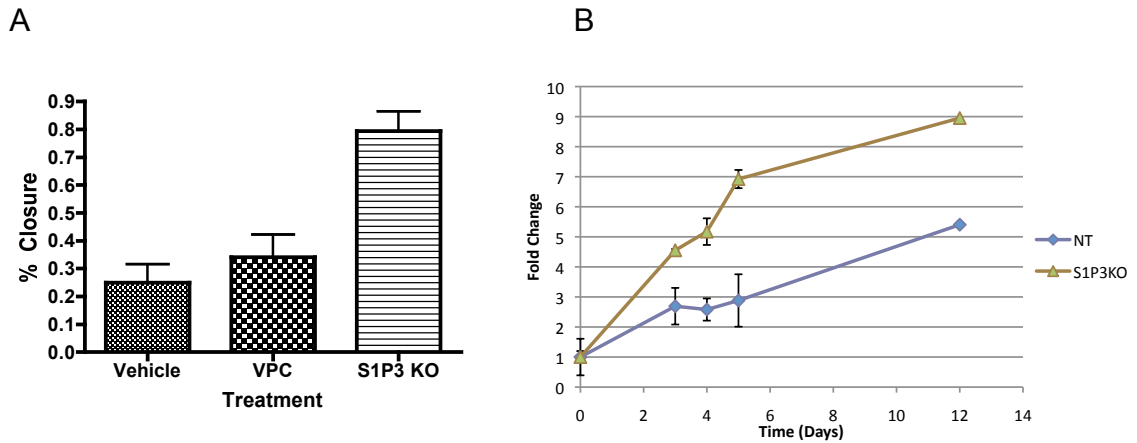 A
B
% Closure
0.9
0.8
0.7
0.6
0.5
0.4
0.3
0.2
0.1
0.0
Vehicle VPC S1P3 KO
Treatment
Fold Change
10
9
8
7
6
5
4
3
2
1
0
0 2 4 6 8 10 12 14
Time (Days)
NT
S1P3KO